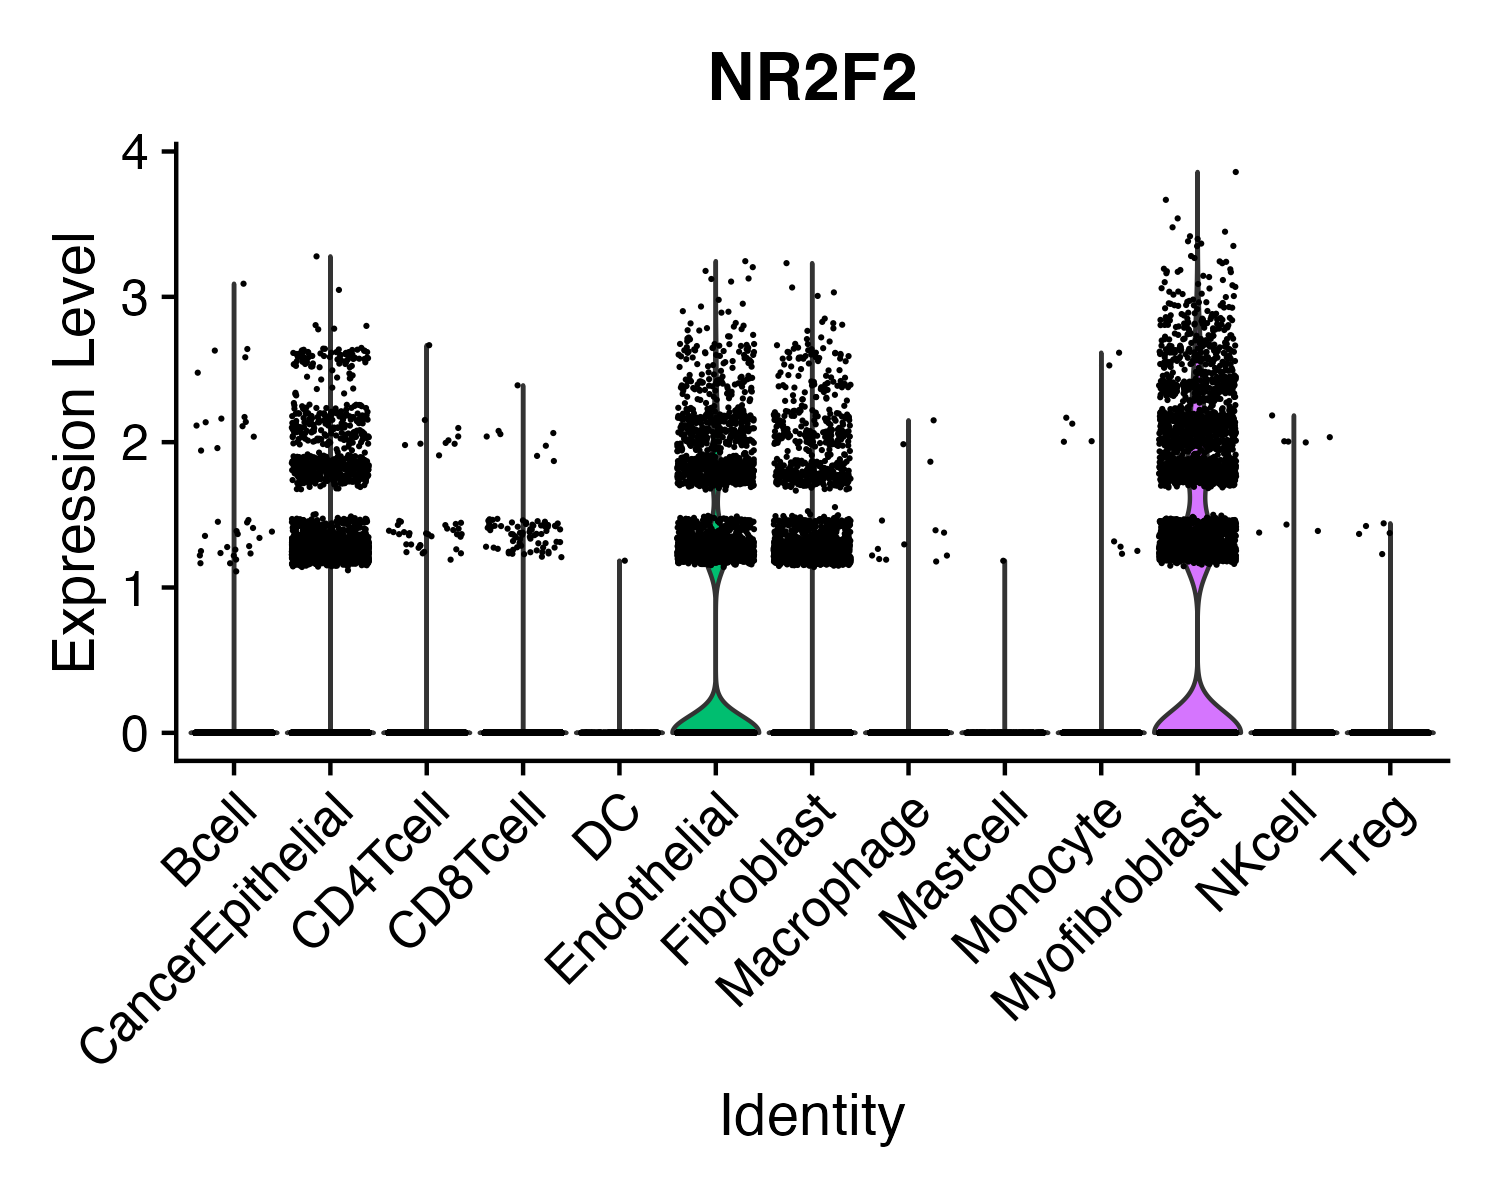 NR2F2
Expression Level
4
3
2
1
0
Bcell
CancerEpithelial
CD4Tcell
CD8Tcell
DC
Endothelial
Fibroblast
Macrophage
Mastcell
Monocyte
Myofibroblast
NKcell
Treg
Identity